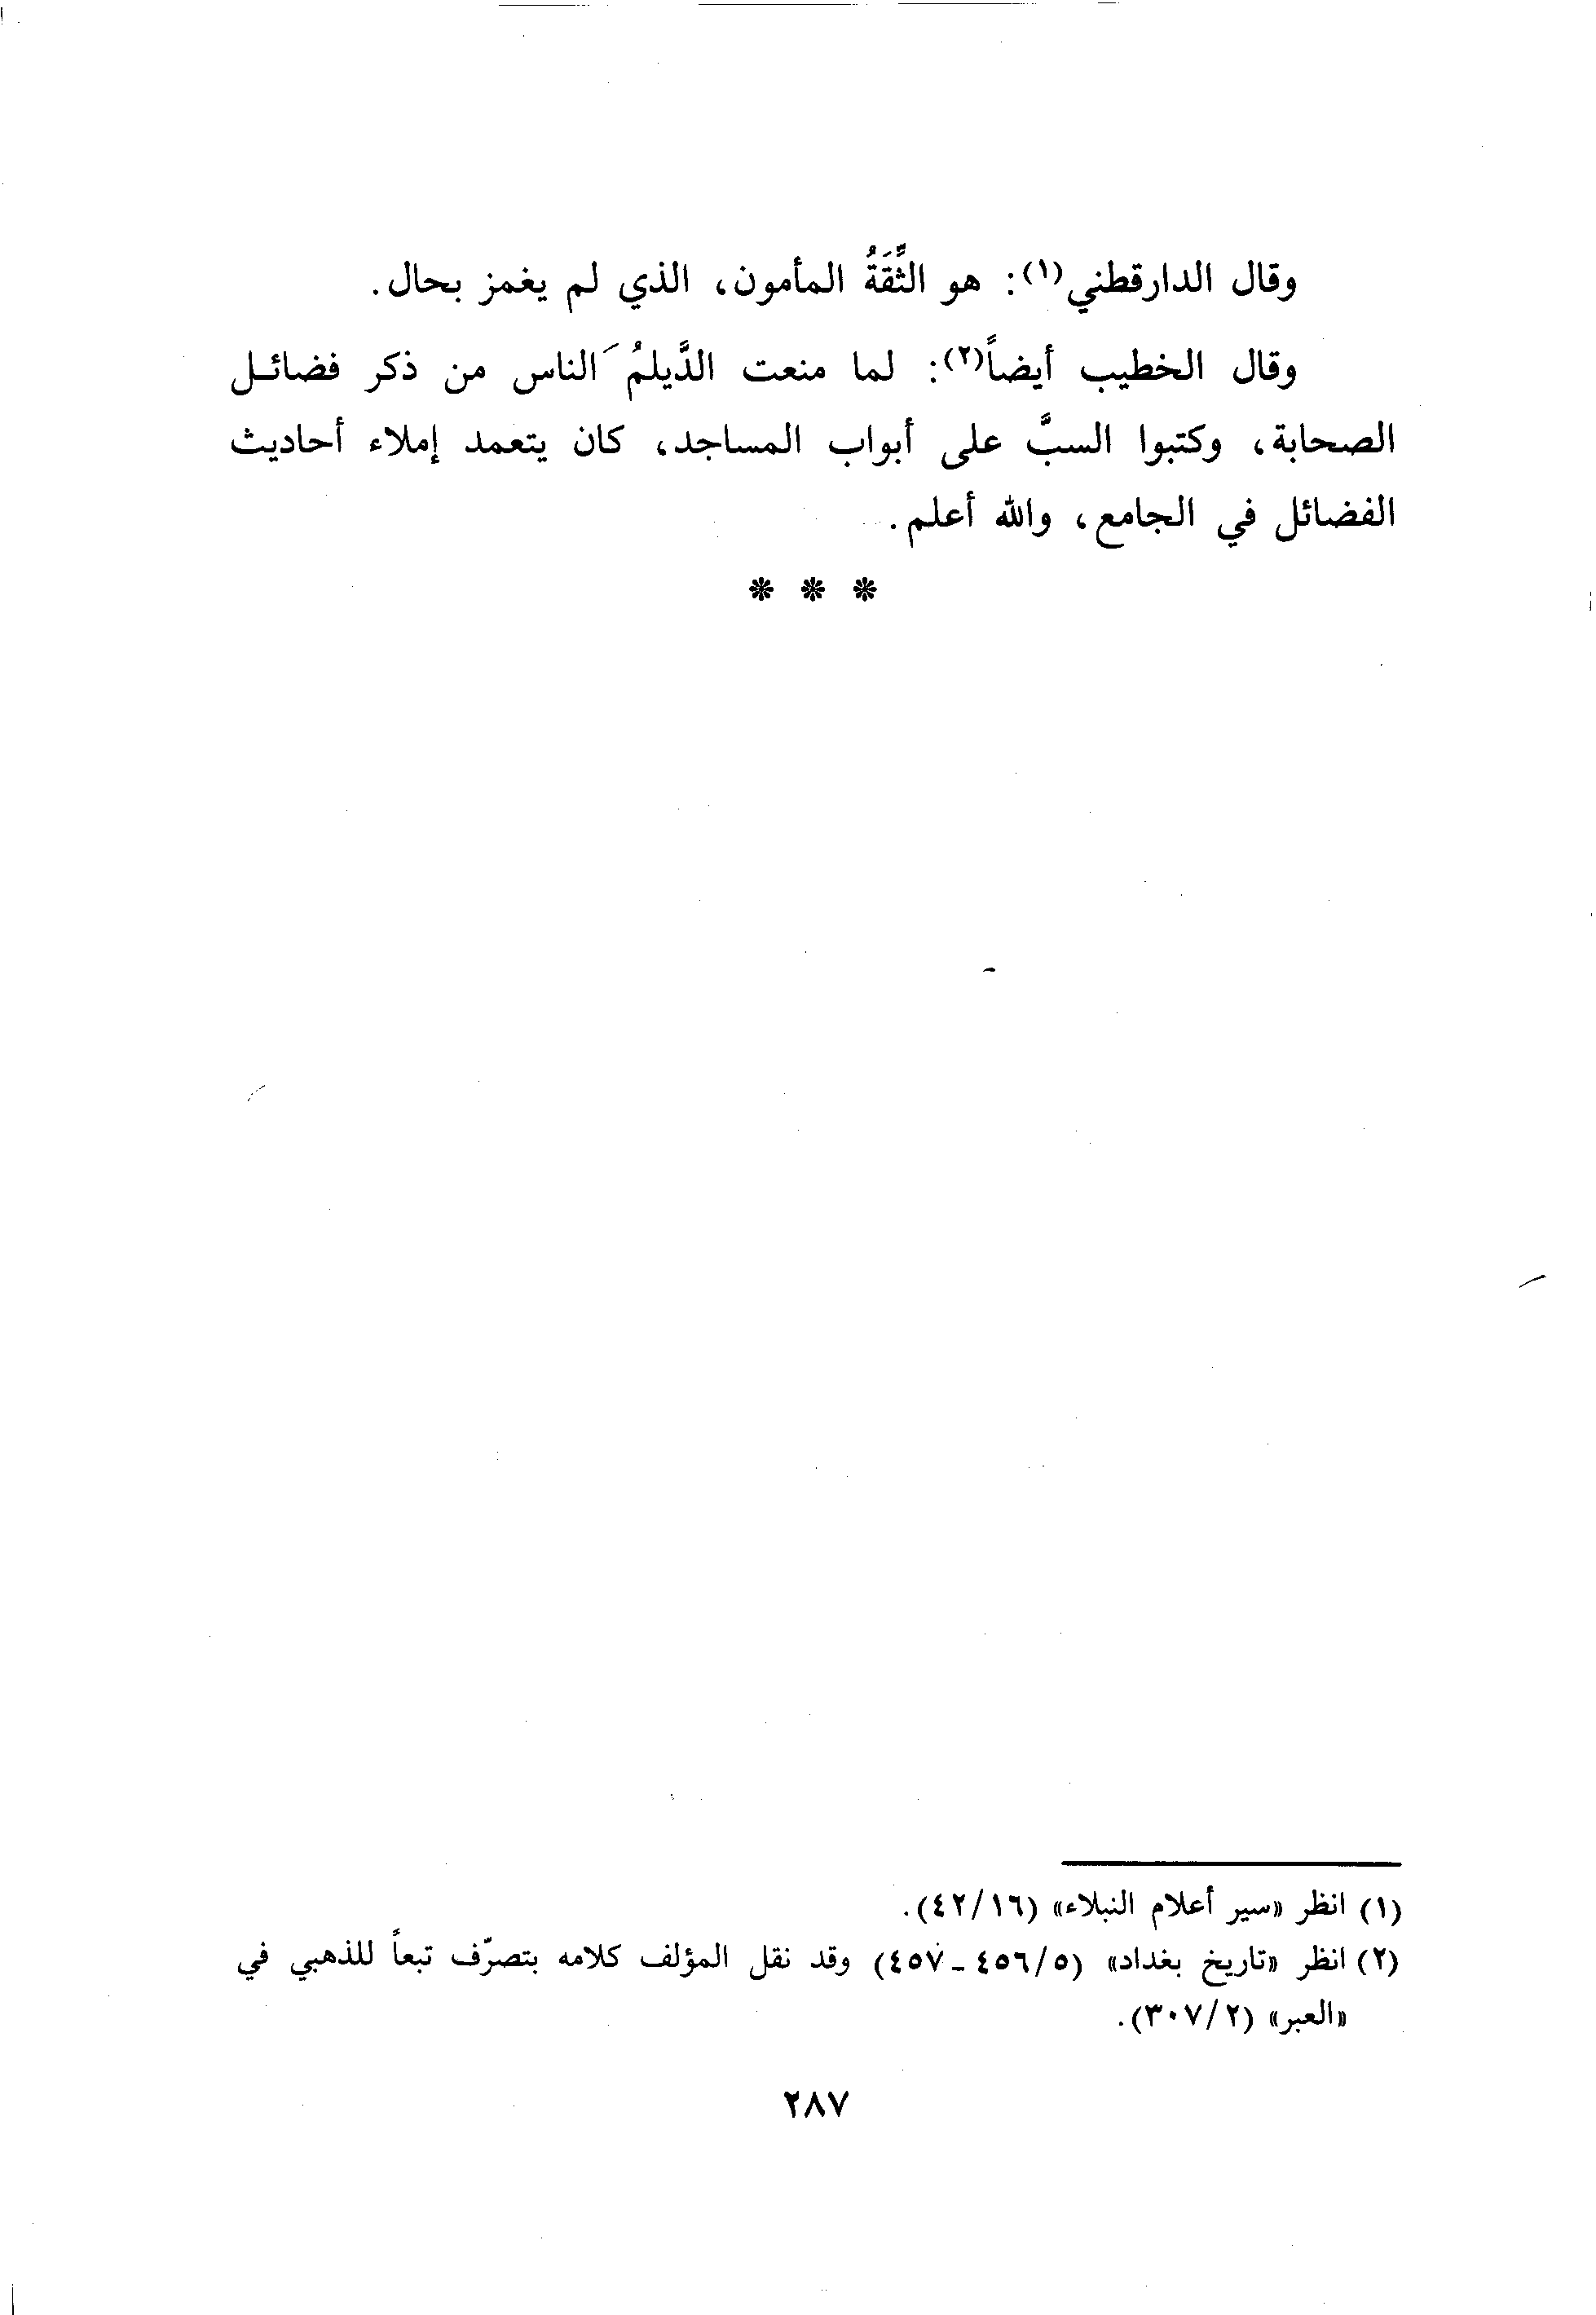 وقال الدارقطني(١): هو الثِّقَةُ المأمون، الذي لم يغمز بحال.
وقال الخطيب أيضاً(٢): لما منعت الدَّيلمُ الناس من ذكر فضائل
الصحابة، وكتبوا السبَّ على أبواب المساجد، كان يتعمد إملاء أحاديث
الفضائل في الجامع، والله أعلم.
* * *
(١) انظر «سير أعلام النبلاء» (٤٢/١٦).
(٢) انظر «تاريخ بغداد» (٤٥٦/٥ - ٤٥٧) وقد نقل المؤلف كلامه بتصرّف تبعاً للذهبي في
«العبر» (٣٠٧/٢).
٢٨٧